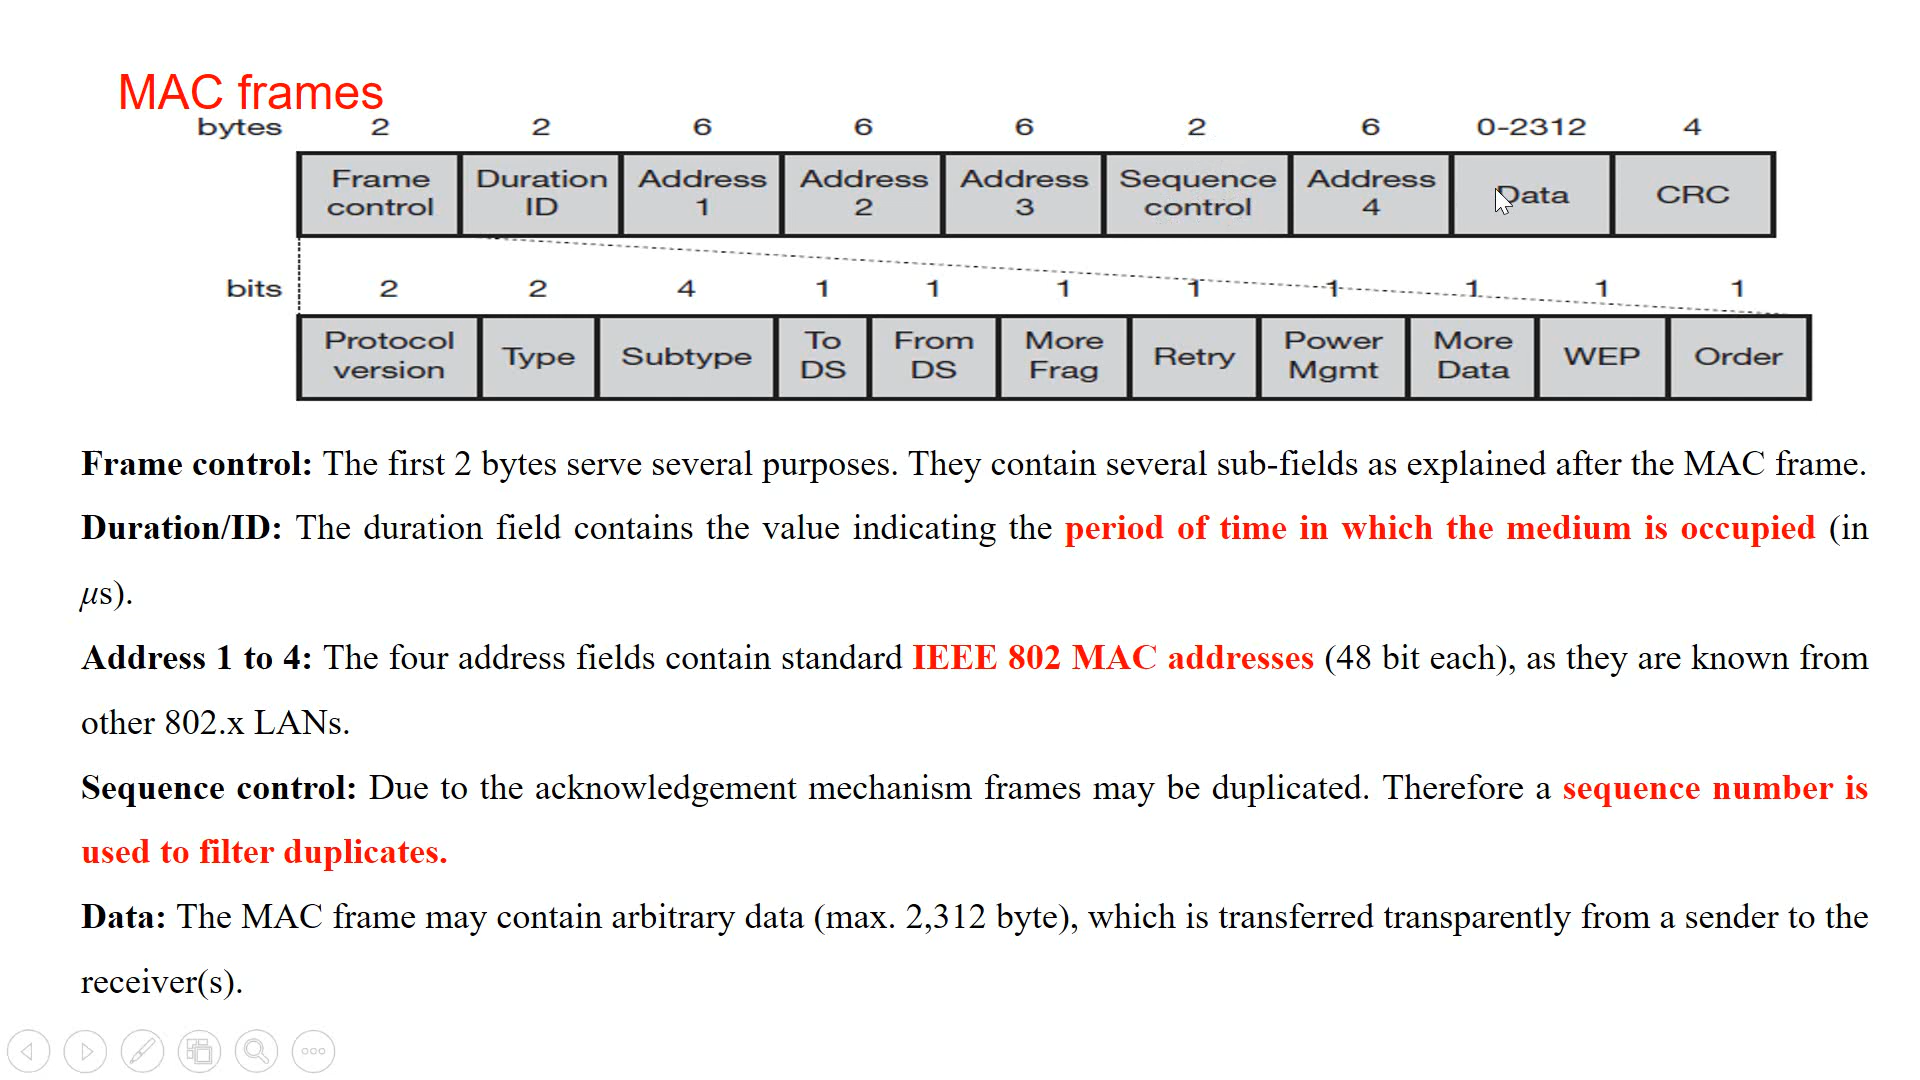 MAC frames
bytes 2 2 6 6 6 2 6 0-2312 4
Frame control Duration ID Address 1 Address 2 Address 3 Sequence control Address 4 Data CRC
bits 2 2 4 1 1 1 1 1 1 1 1
Protocol version Type Subtype To DS From DS More Frag Retry Power Mgmt More Data WEP Order
Frame control: The first 2 bytes serve several purposes. They contain several sub-fields as explained after the MAC frame.
Duration/ID: The duration field contains the value indicating the period of time in which the medium is occupied (in
μs).
Address 1 to 4: The four address fields contain standard IEEE 802 MAC addresses (48 bit each), as they are known from
other 802.x LANs.
Sequence control: Due to the acknowledgement mechanism frames may be duplicated. Therefore a sequence number is
used to filter duplicates.
Data: The MAC frame may contain arbitrary data (max. 2,312 byte), which is transferred transparently from a sender to the
receiver(s).